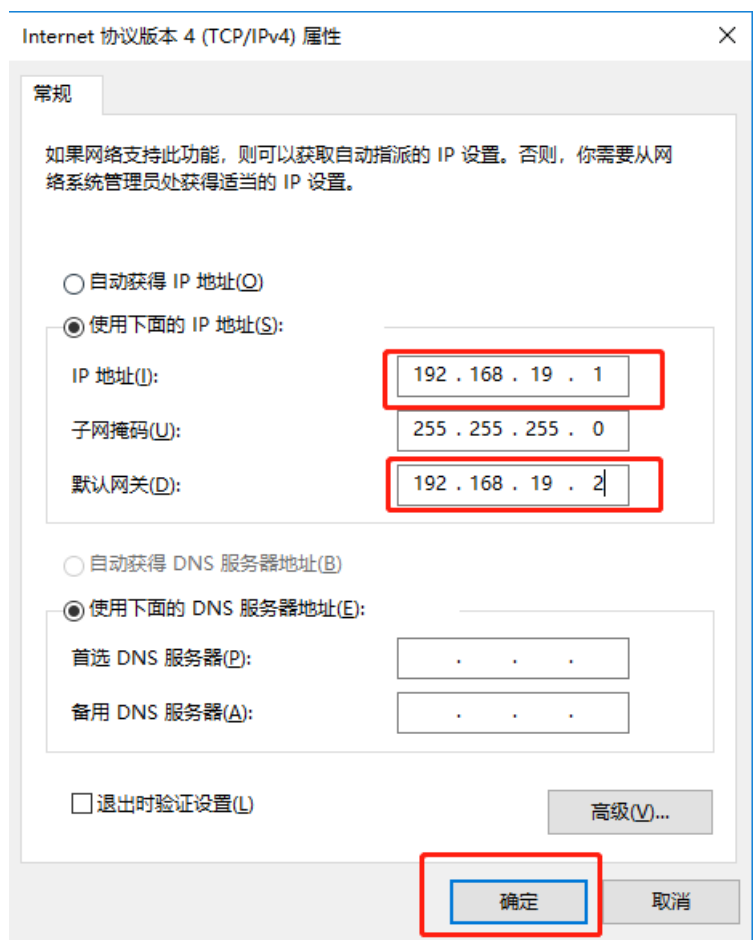 Internet 协议版本 4 (TCP/IPv4) 属性
常规
如果网络支持此功能，则可以获取自动指派的 IP 设置。否则，你需要从网
络系统管理员处获得适当的 IP 设置。
自动获得 IP 地址(O)
使用下面的 IP 地址(S):
IP 地址(I): 192 . 168 . 19 . 1
子网掩码(U): 255 . 255 . 255 . 0
默认网关(D): 192 . 168 . 19 . 2
自动获得 DNS 服务器地址(B)
使用下面的 DNS 服务器地址(E):
首选 DNS 服务器(P): . . .
备用 DNS 服务器(A): . . .
退出时验证设置(L)
高级(V)...
确定 取消